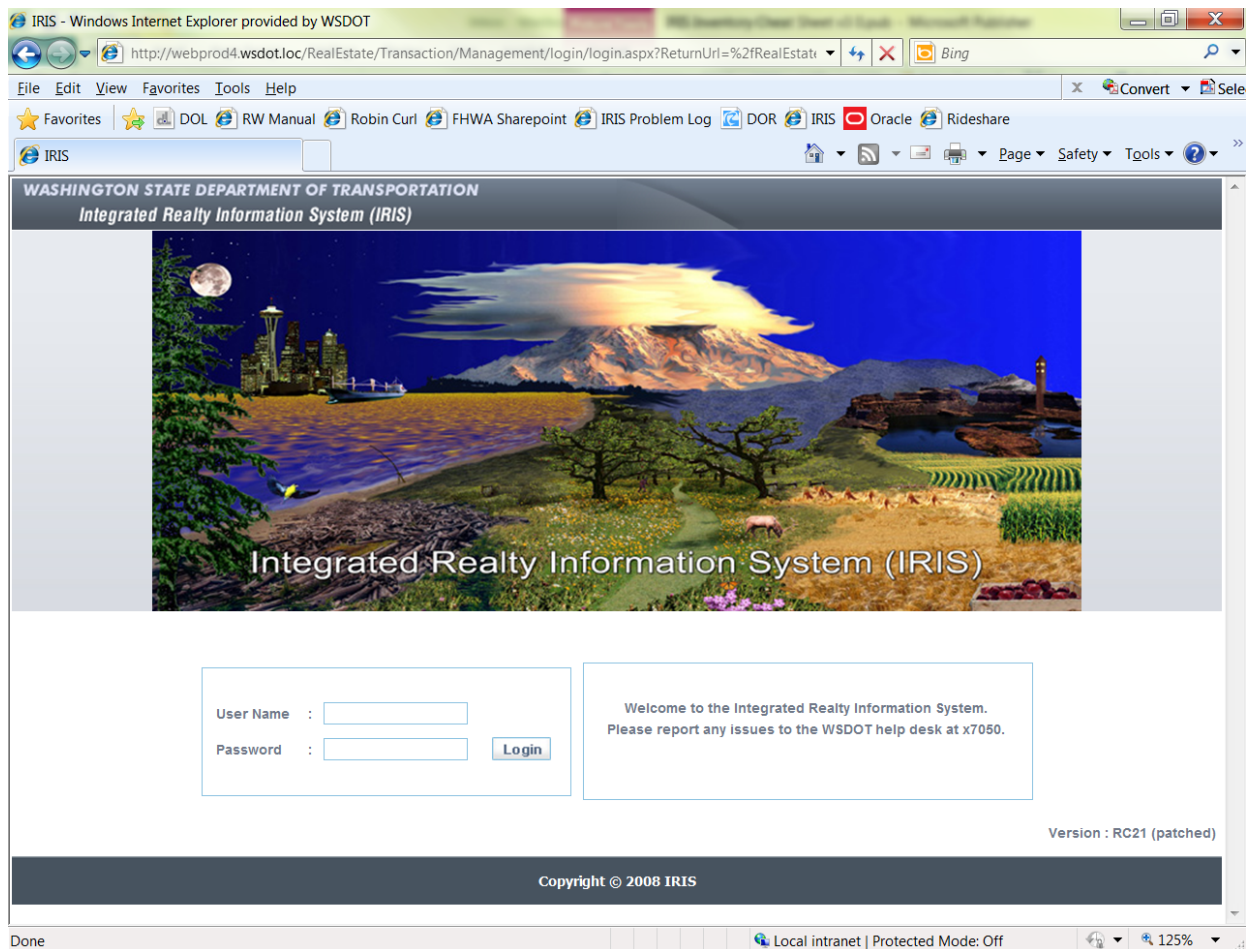 IRIS - Windows Internet Explorer provided by WSDOT
http://webprod4.wsdot.loc/RealEstate/Transaction/Management/login/login.aspx?ReturnUrl=%2fRealEstate
Bing
File Edit View Favorites Tools Help
x Convert Sele
Favorites DOL RW Manual Robin Curl FHWA Sharepoint IRIS Problem Log DOR IRIS Oracle Rideshare
IRIS
Page Safety Tools
WASHINGTON STATE DEPARTMENT OF TRANSPORTATION
Integrated Realty Information System (IRIS)
Integrated Realty Information System (IRIS)
User Name :
Password : Login
Welcome to the Integrated Realty Information System.
Please report any issues to the WSDOT help desk at x7050.
Version : RC21 (patched)
Copyright © 2008 IRIS
Done
Local intranet | Protected Mode: Off
125%